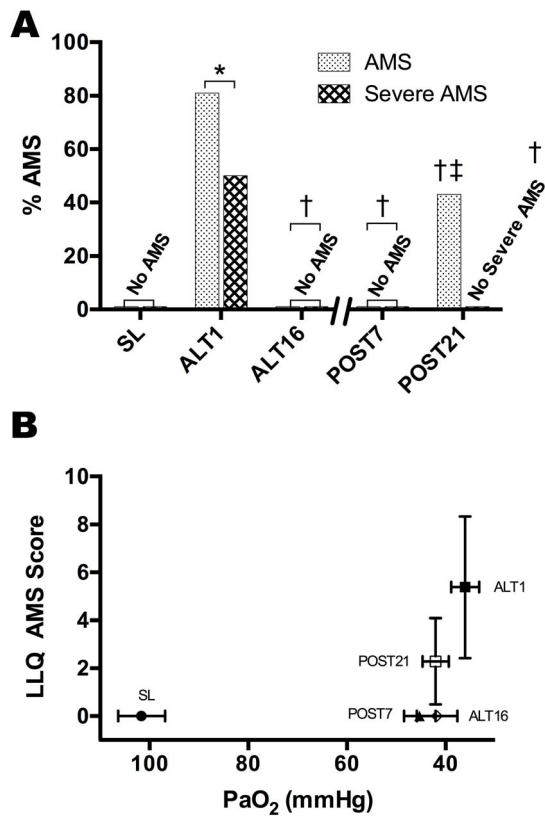 A
100
80
60
40
20
0
% AMS
AMS
Severe AMS
*
†
†
†‡
†
No AMS
No AMS
No AMS
No Severe AMS
SL
ALT1
ALT16
POST7
POST21
B
10
8
6
4
2
0
LLQ AMS Score
ALT1
POST21
SL
POST7
ALT16
100
80
60
40
PaO₂ (mmHg)